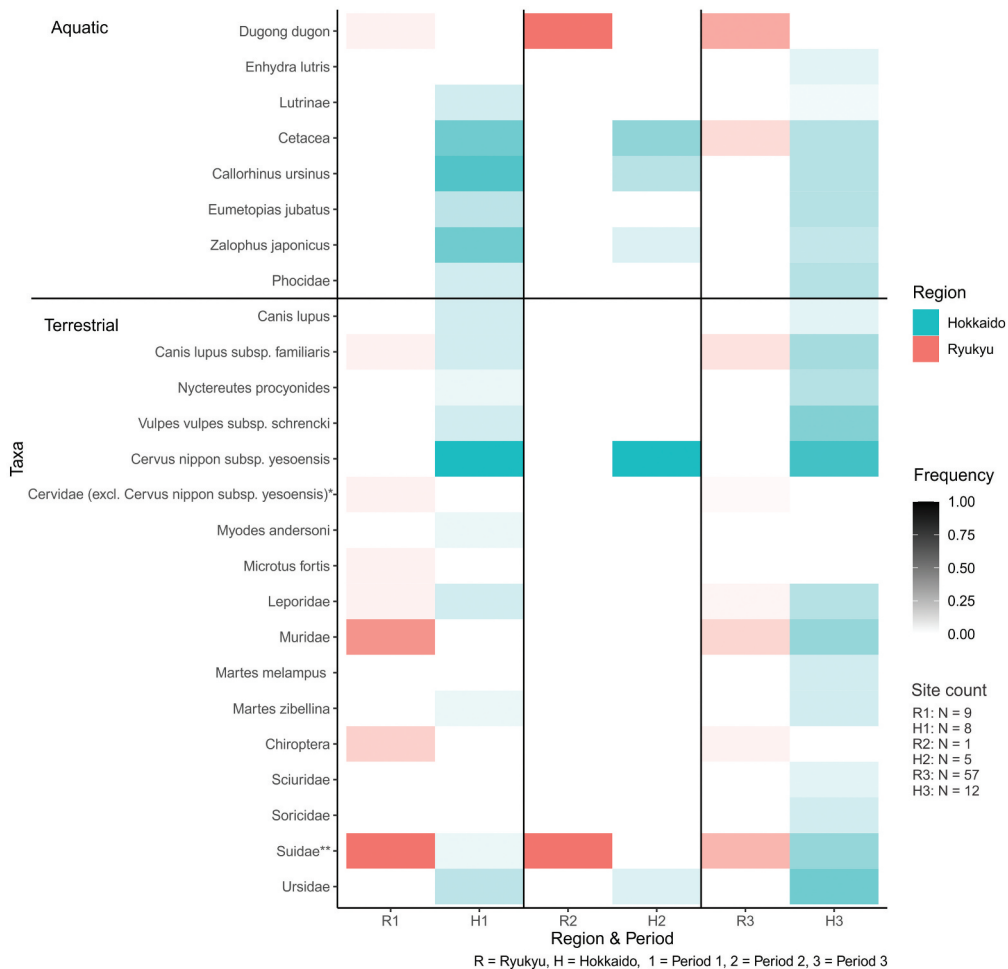 Aquatic
Dugong dugon
Enhydra lutris
Lutrinae
Cetacea
Callorhinus ursinus
Eumetopias jubatus
Zalophus japonicus
Phocidae
Terrestrial
Canis lupus
Canis lupus subsp. familiaris
Nyctereutes procyonides
Vulpes vulpes subsp. schrencki
Cervus nippon subsp. yesoensis
Cervidae (excl. Cervus nippon subsp. yesoensis)*
Myodes andersoni
Microtus fortis
Leporidae
Muridae
Martes melampus
Martes zibellina
Chiroptera
Sciuridae
Soricidae
Suidae**
Ursidae
Taxa
R1 H1 R2 H2 R3 H3
Region & Period
R = Ryukyu, H = Hokkaido, 1 = Period 1, 2 = Period 2, 3 = Period 3
Region
Hokkaido
Ryukyu
Frequency
1.00
0.75
0.50
0.25
0.00
Site count
R1: N = 9
H1: N = 8
R2: N = 1
H2: N = 5
R3: N = 57
H3: N = 12